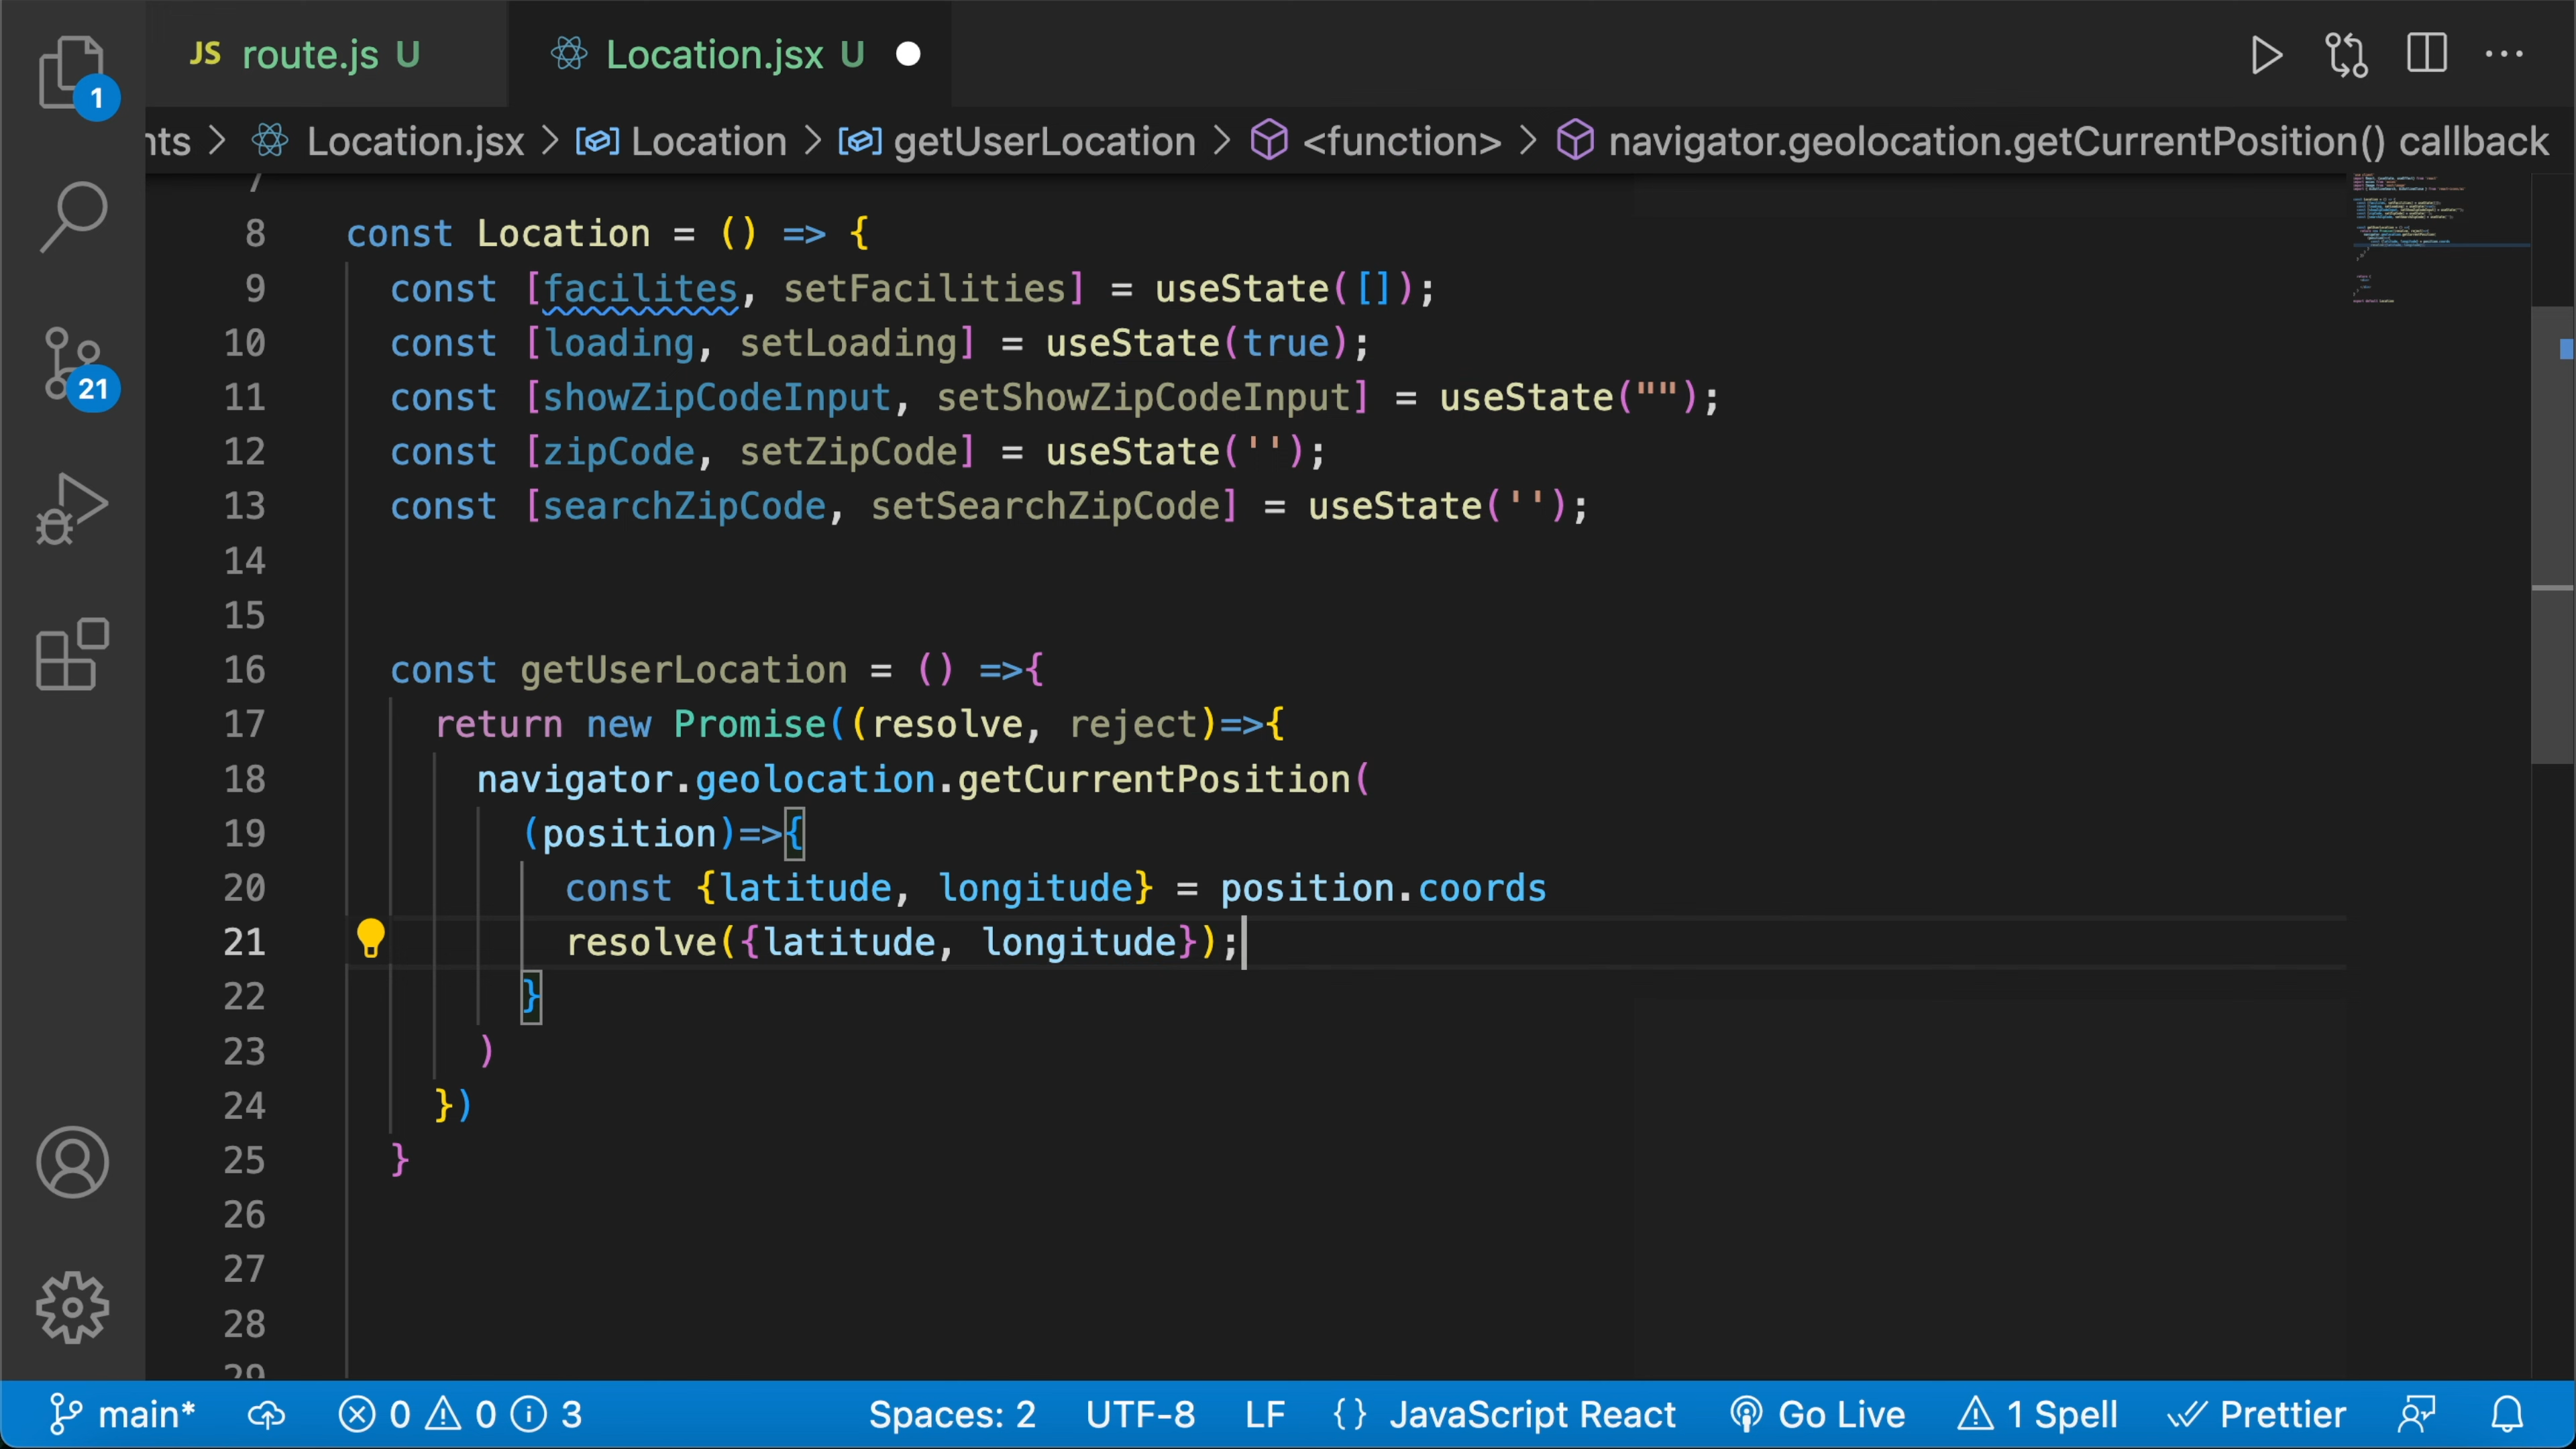 JS route.js U
Location.jsx U
1
nts > Location.jsx > Location > getUserLocation > <function> > navigator.geolocation.getCurrentPosition() callback
7
8 const Location = () => {
9 const [facilites, setFacilities] = useState([]);
10 const [loading, setLoading] = useState(true);
11 const [showZipCodeInput, setShowZipCodeInput] = useState("");
12 const [zipCode, setZipCode] = useState('');
13 const [searchZipCode, setSearchZipCode] = useState('');
14
15
16 const getUserLocation = () =>{
17 return new Promise((resolve, reject)=>{
18 navigator.geolocation.getCurrentPosition(
19 (position)=>{
20 const {latitude, longitude} = position.coords
21 resolve({latitude, longitude});
22 }
23 )
24 })
25 }
26
27
28
29
21
main* 0 0 3 Spaces: 2 UTF-8 LF {} JavaScript React Go Live 1 Spell Prettier